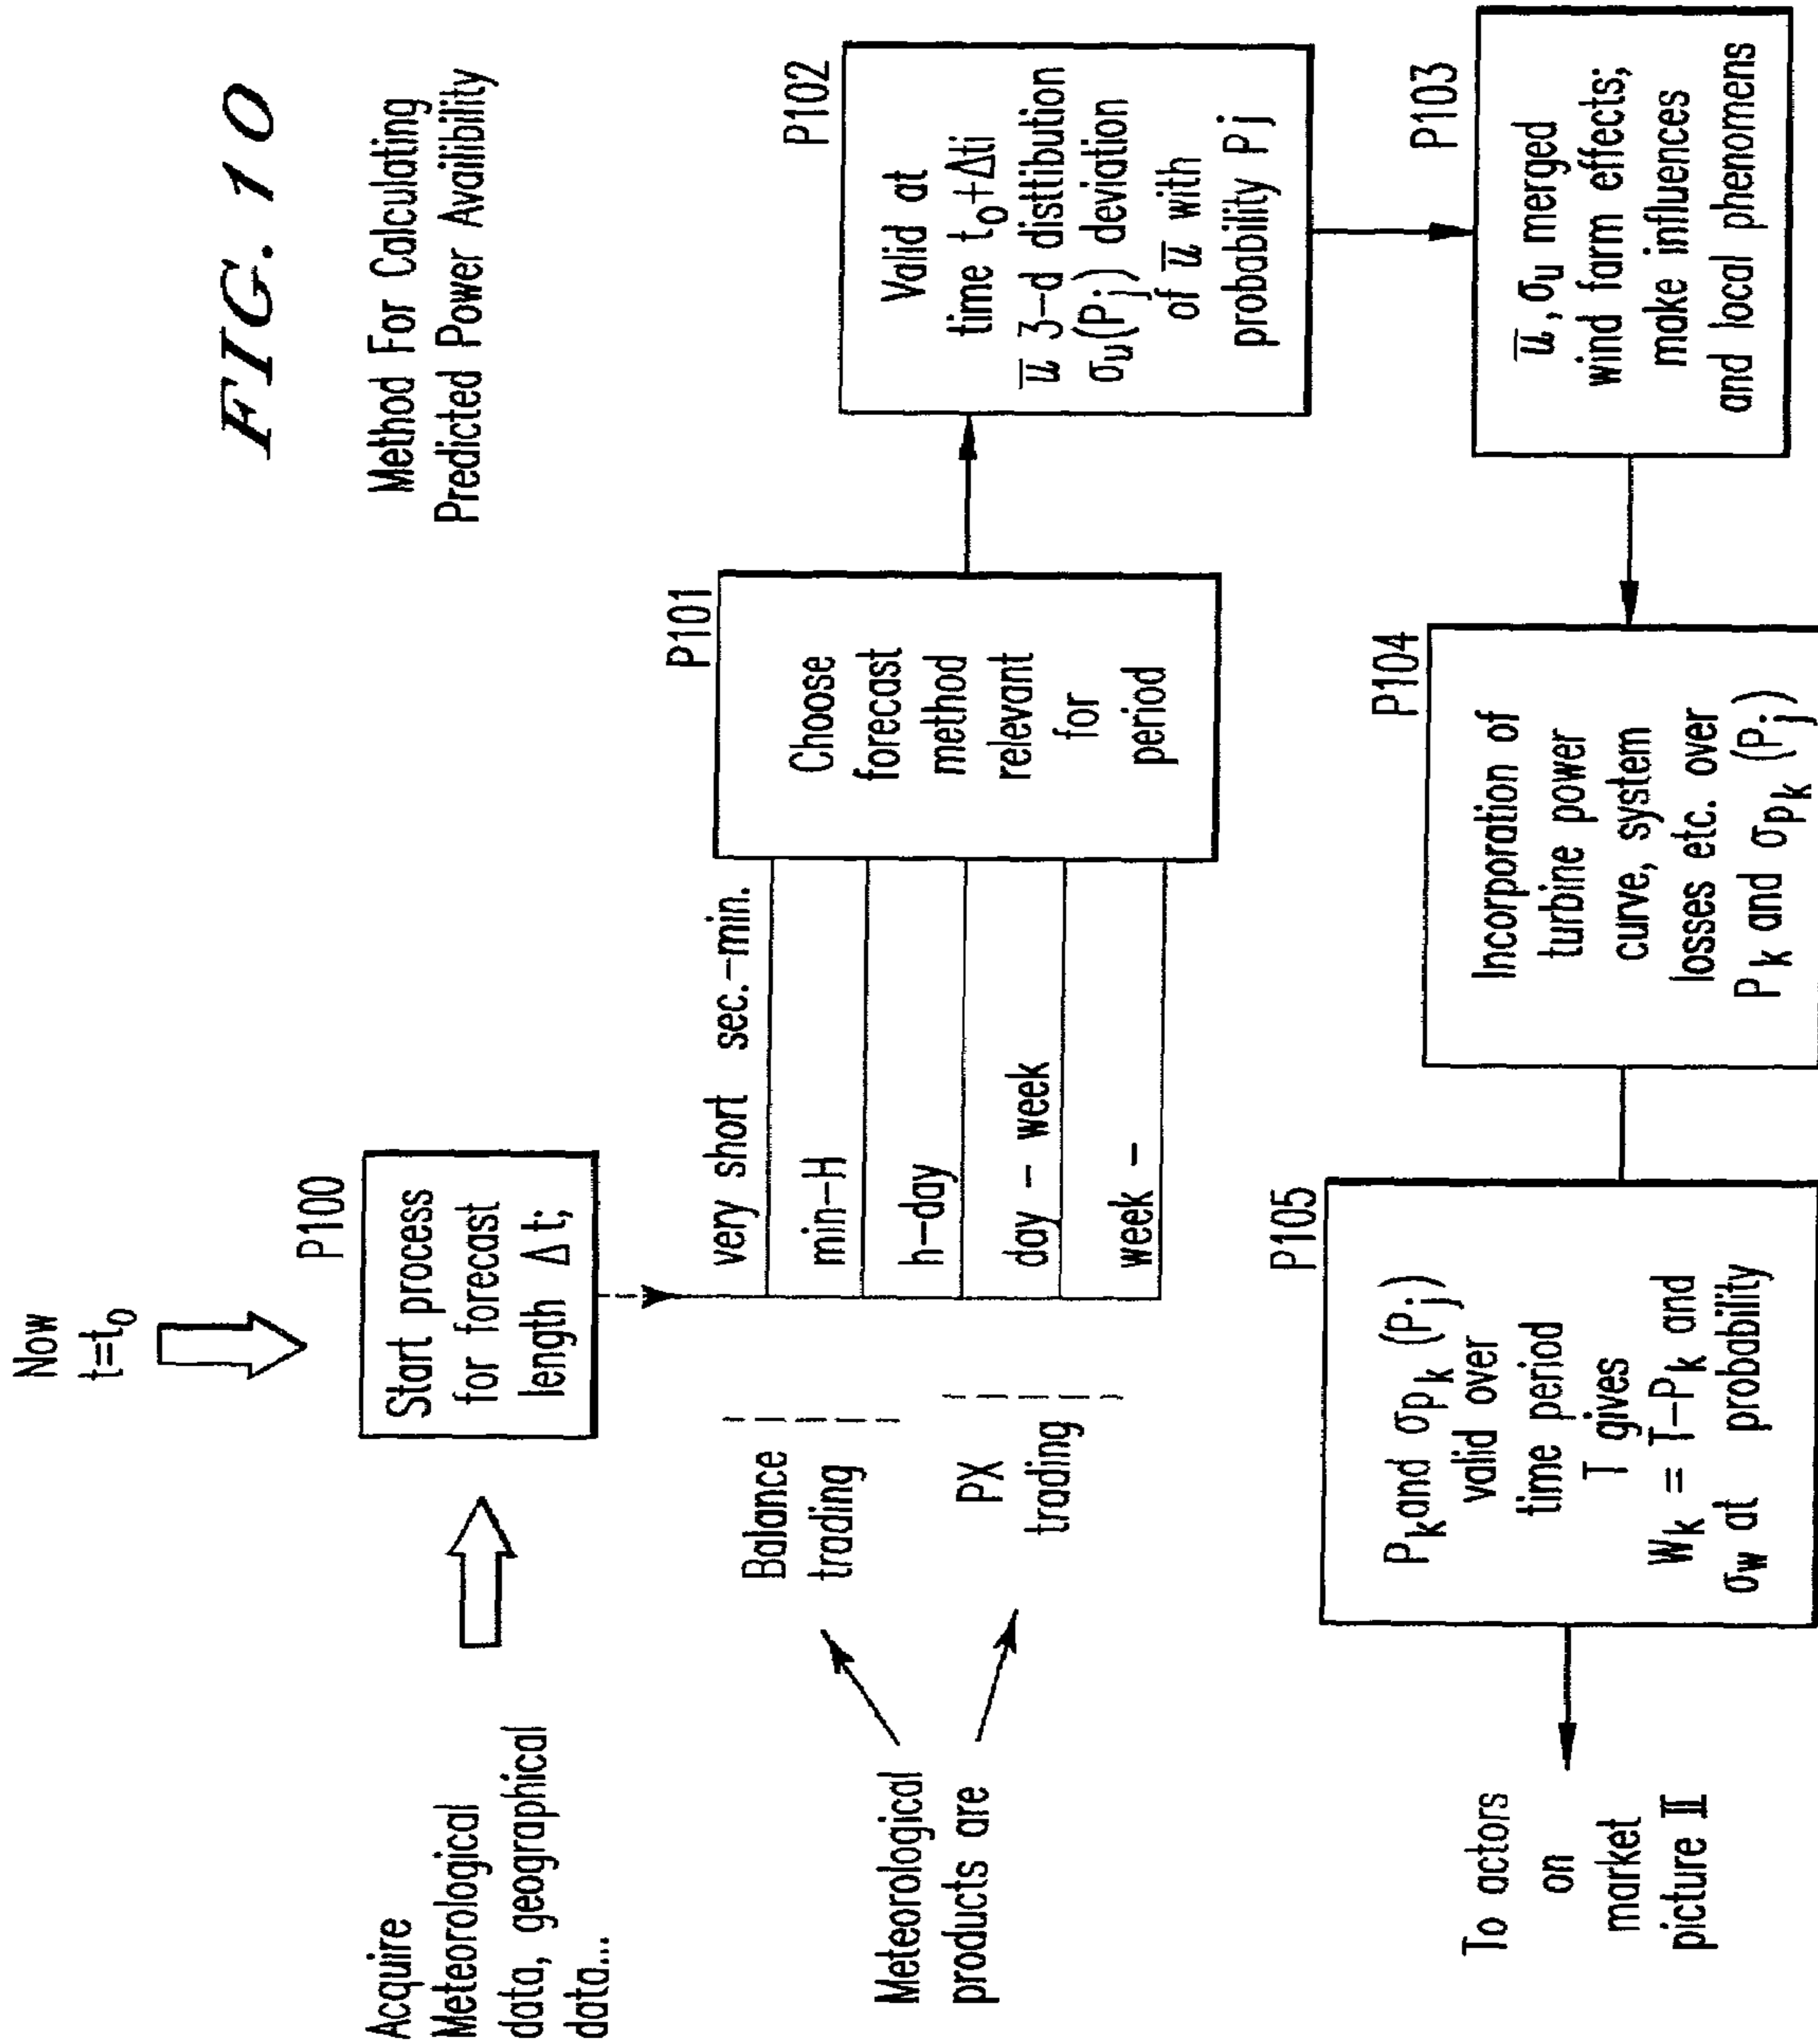 FIG. 10
Method For Calculating
Predicted Power Availibility
Now
t=t₀
Acquire
Meteorological
data, geographical
data...
P100
Start process
for forecast
length Δt;
Meteorological
products are
Balance
trading
PX
trading
very short sec.-min.
min-H
h-day
day - week
week -
P101
Choose
forecast
method
relevant
for
period
P102
Valid at
time t₀+Δti
u̅ 3-d distibution
σᵤ(Pⱼ) deviation
of u̅ with
probability Pⱼ
P103
u̅, σᵤ merged
wind farm effects;
make influences
and local phenomens
P104
Incorporation of
turbine power
curve, system
losses etc. over
Pₖ and σₚₖ (Pⱼ)
P105
Pₖ and σₚₖ (Pⱼ)
valid over
time period
T gives
Wₖ = T-Pₖ and
σw at probability
To actors
on
market
picture II